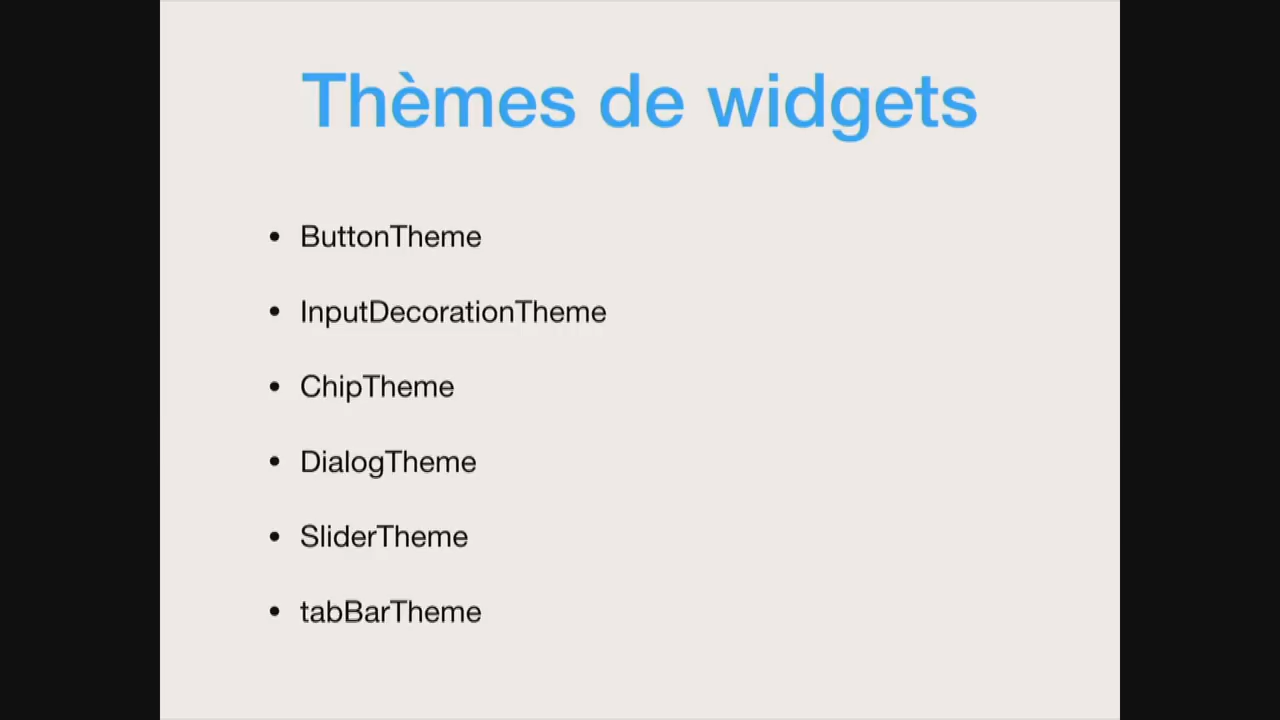 Thèmes de widgets
• ButtonTheme
• InputDecorationTheme
• ChipTheme
• DialogTheme
• SliderTheme
• tabBarTheme